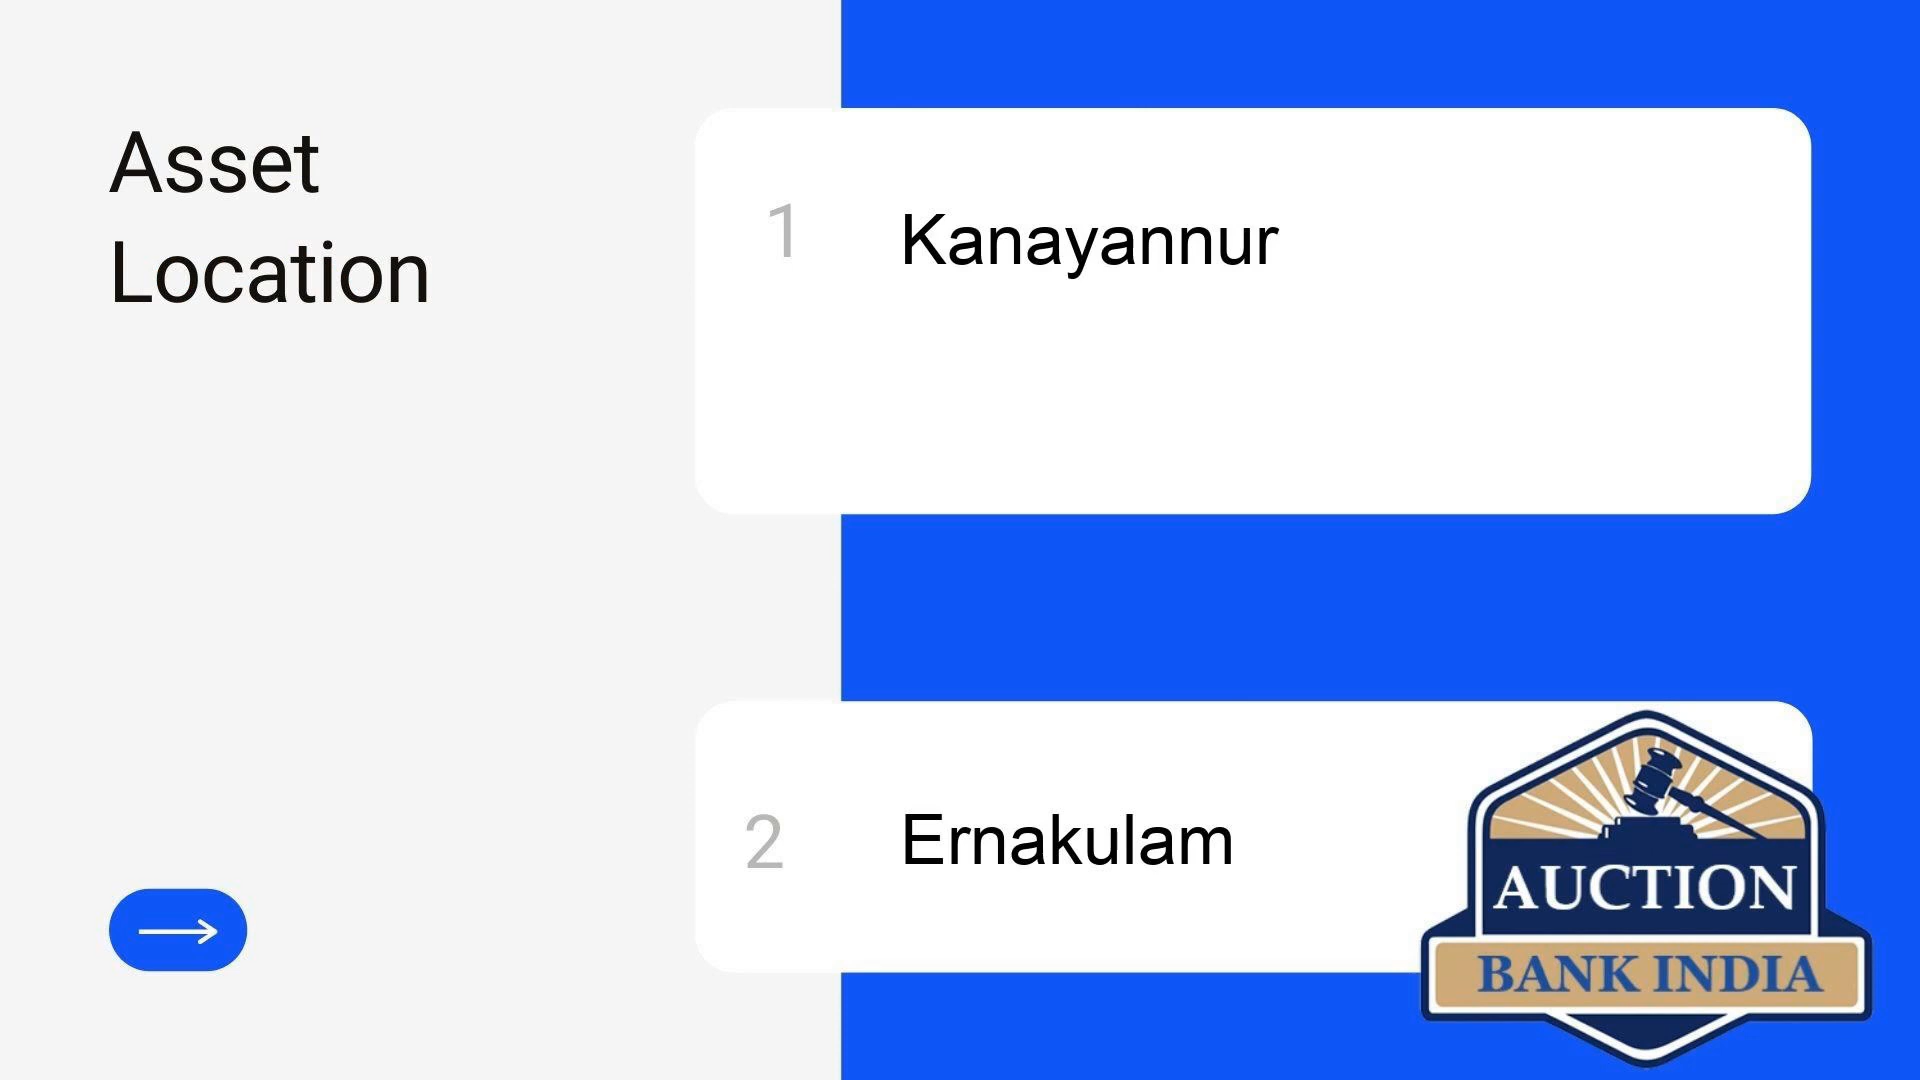 Asset
Location
1
Kanayannur
2
Ernakulam
AUCTION
BANK INDIA